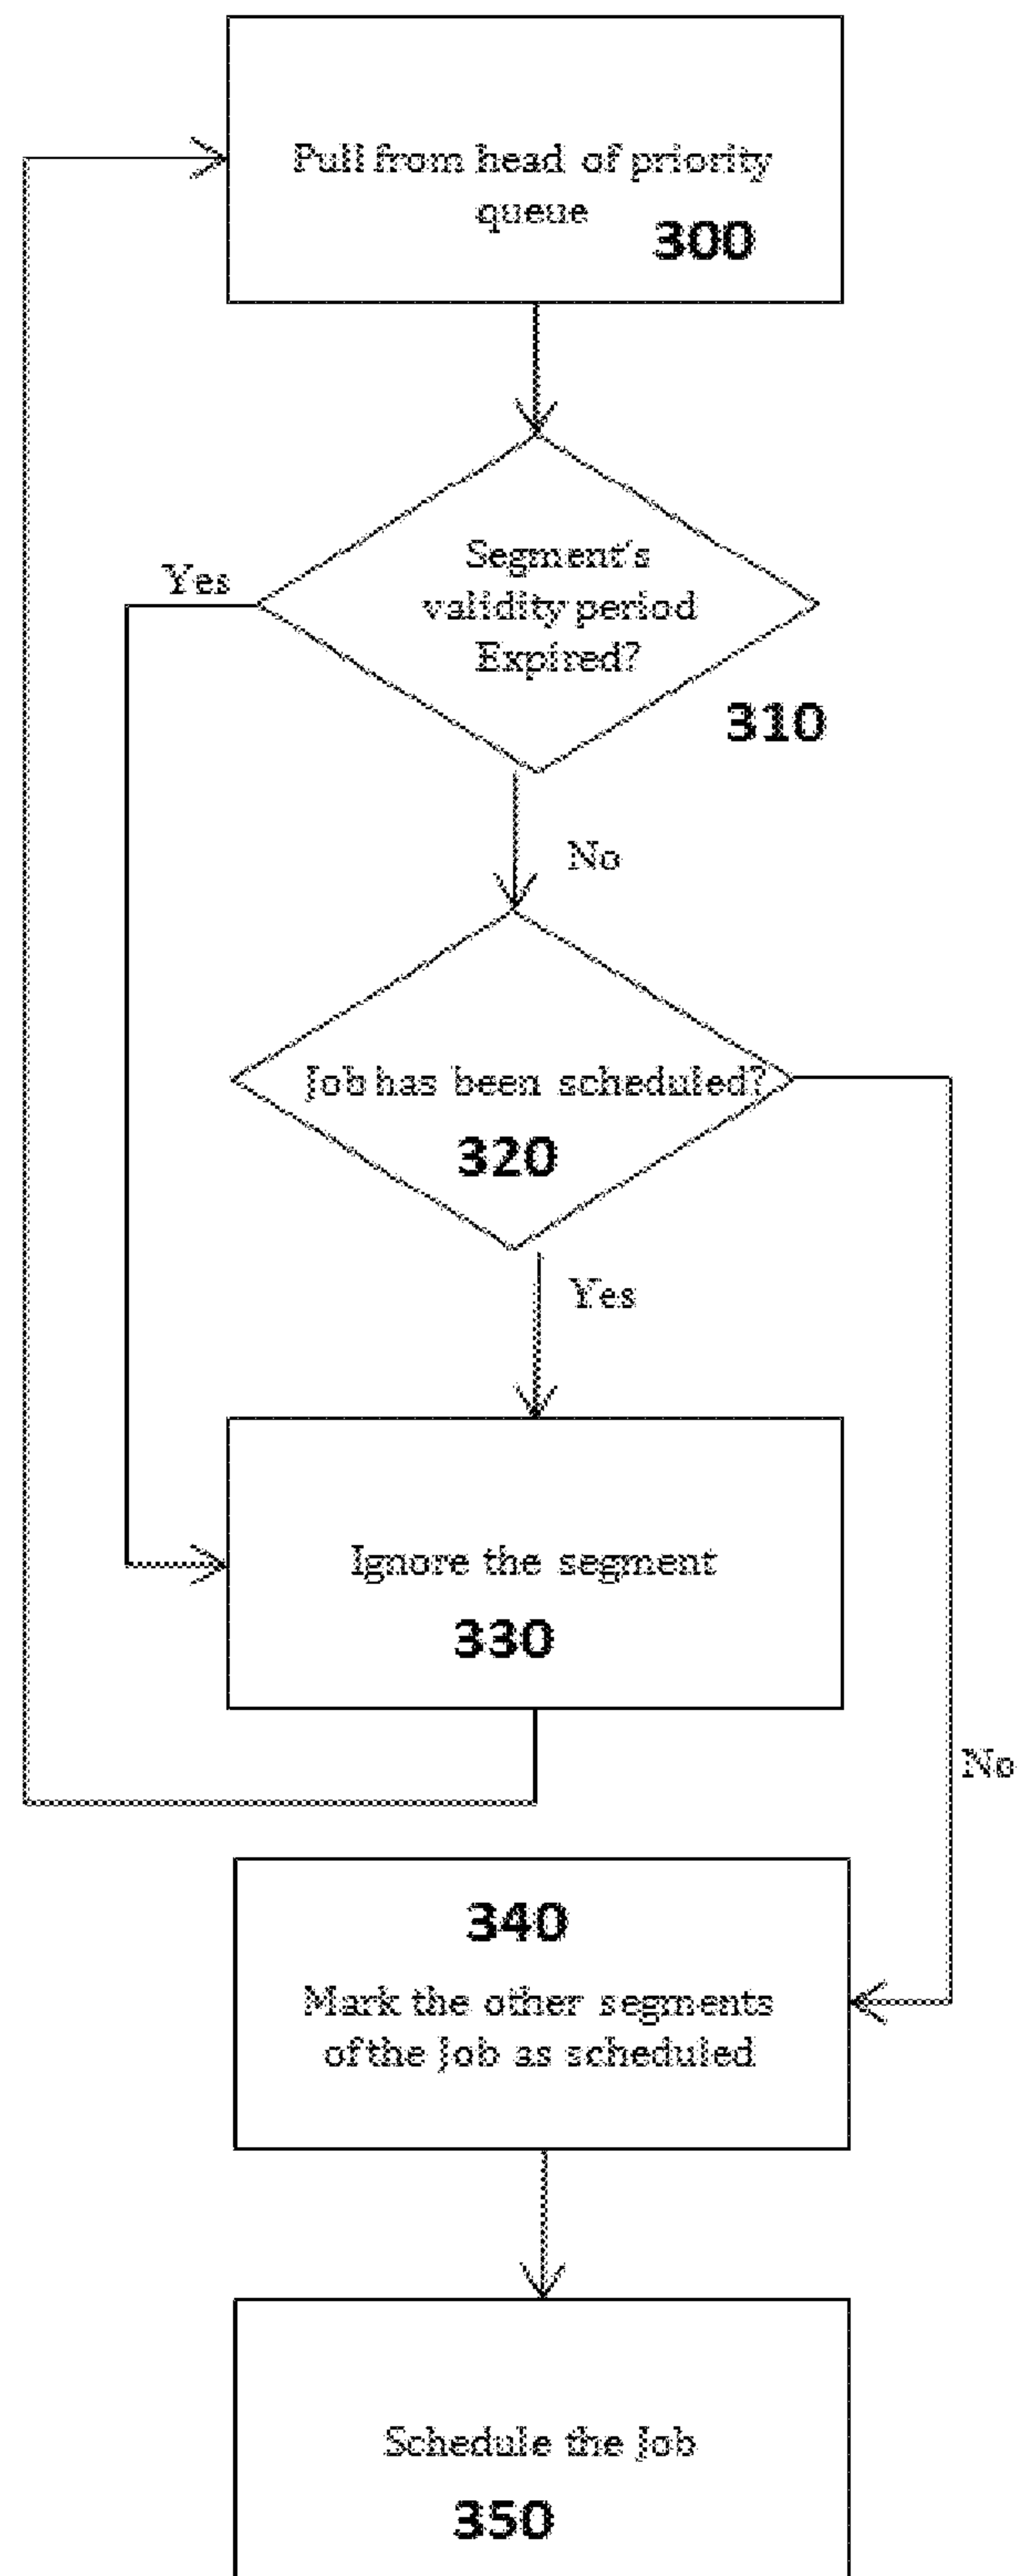 Pull from head of priority
queue
300
Segment's
validity period
Expired?
Yes
310
No
Job has been scheduled?
320
Yes
Ignore the segment
330
No
340
Mark the other segments
of the Job as scheduled
Schedule the Job
350